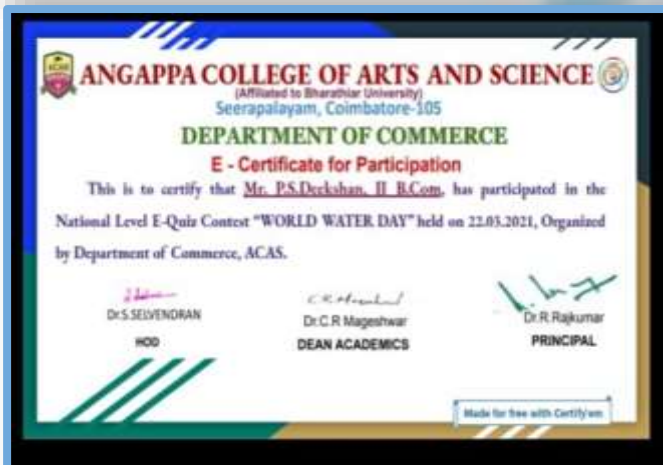 ACAS
ANGAPPA COLLEGE OF ARTS AND SCIENCE
(Affiliated to Bharathiar University)
Seerapalayam, Coimbatore-105
DEPARTMENT OF COMMERCE
E - Certificate for Participation
This is to certify that Mr. P.S.Deekshan, II B.Com, has participated in the
National Level E-Quiz Contest "WORLD WATER DAY" held on 22.03.2021, Organized
by Department of Commerce, ACAS.
Dr.S.SELVENDRAN Dr.C.R Mageshwar Dr.R.Rajkumar
HOD DEAN ACADEMICS PRINCIPAL
Made for free with Certify'em